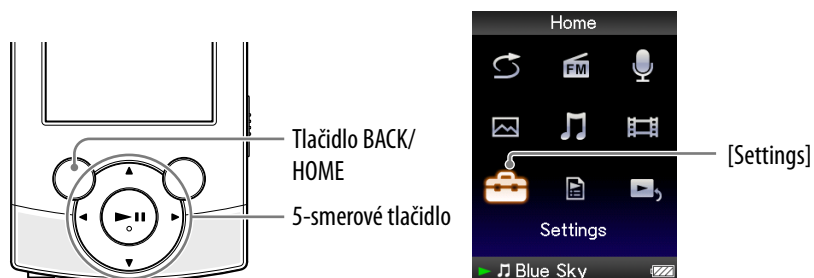 Tlačidlo BACK/
HOME
5-smerové tlačidlo
Home
FM
Settings
Blue Sky
[Settings]